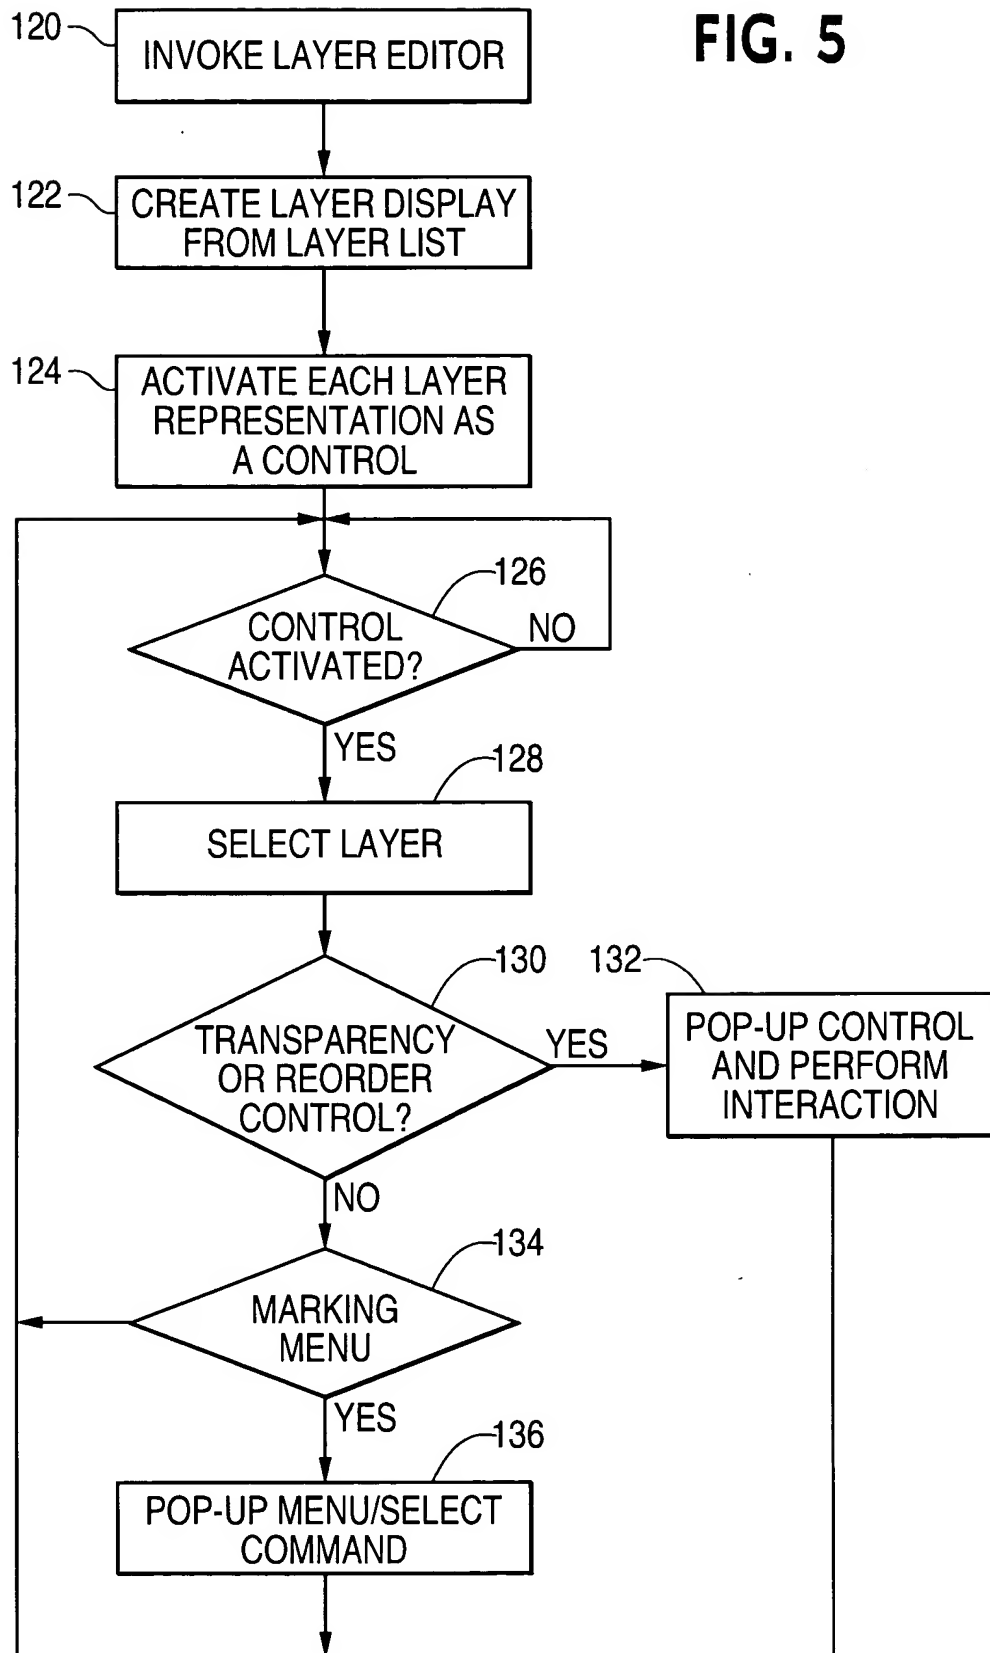 FIG. 5
120
INVOKE LAYER EDITOR
122
CREATE LAYER DISPLAY
FROM LAYER LIST
124
ACTIVATE EACH LAYER
REPRESENTATION AS
A CONTROL
126
CONTROL
ACTIVATED?
NO
YES
128
SELECT LAYER
130
TRANSPARENCY
OR REORDER
CONTROL?
YES
132
POP-UP CONTROL
AND PERFORM
INTERACTION
NO
134
MARKING
MENU
YES
136
POP-UP MENU/SELECT
COMMAND